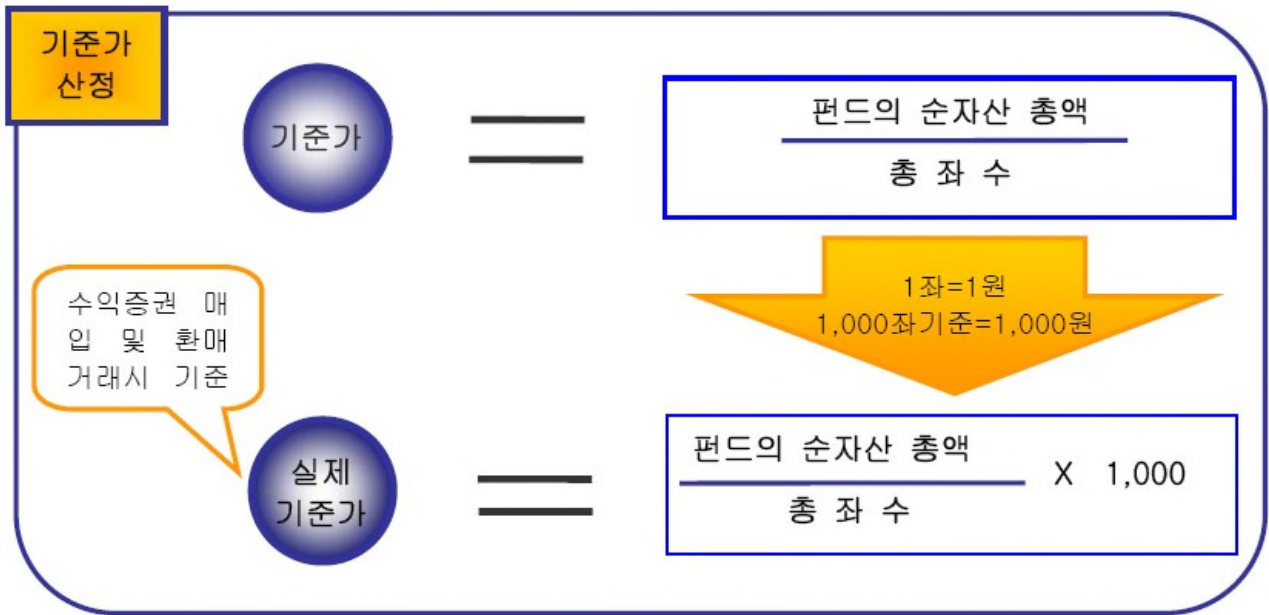 기준가
산정
기준가
펀드의 순자산 총액
총 좌 수
1좌=1원
1,000좌기준=1,000원
수익증권 매
입 및 환매
거래시 기준
실제
기준가
펀드의 순자산 총액
총 좌 수
X 1,000